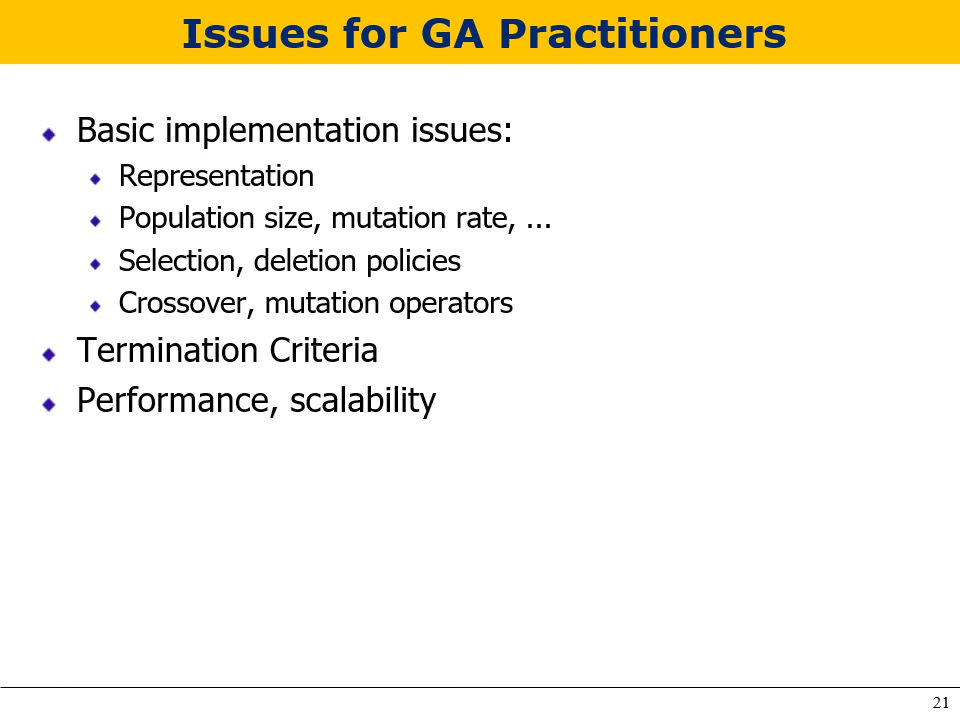 Issues for GA Practitioners
Basic implementation issues:
Representation
Population size, mutation rate, ...
Selection, deletion policies
Crossover, mutation operators
Termination Criteria
Performance, scalability
21